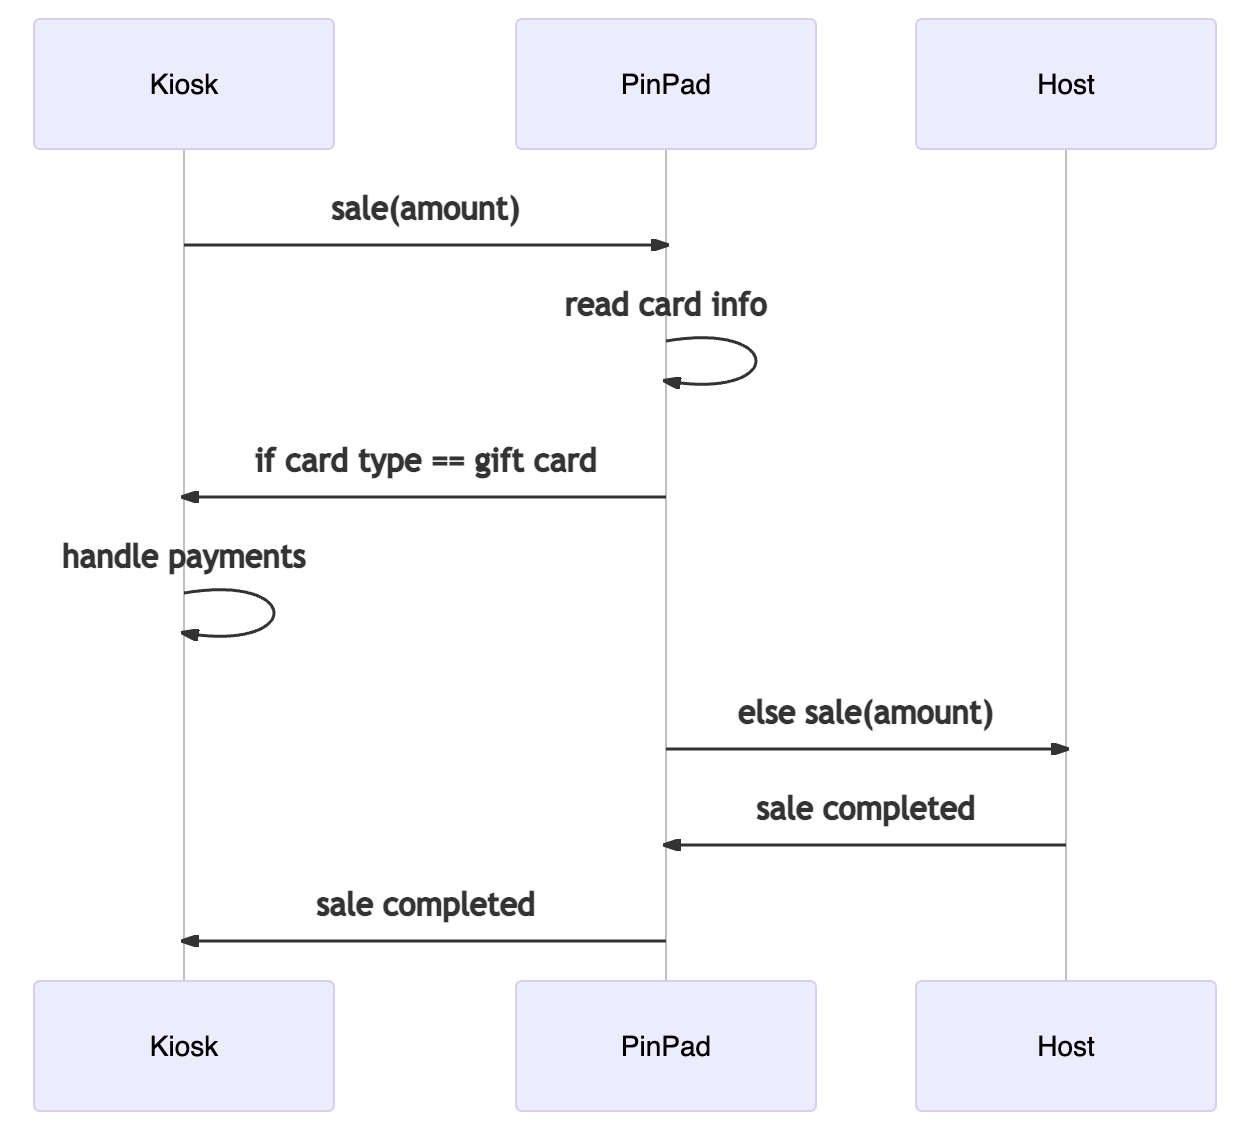 Kiosk
PinPad
Host
sale(amount)
read card info
if card type == gift card
handle payments
else sale(amount)
sale completed
sale completed
Kiosk
PinPad
Host